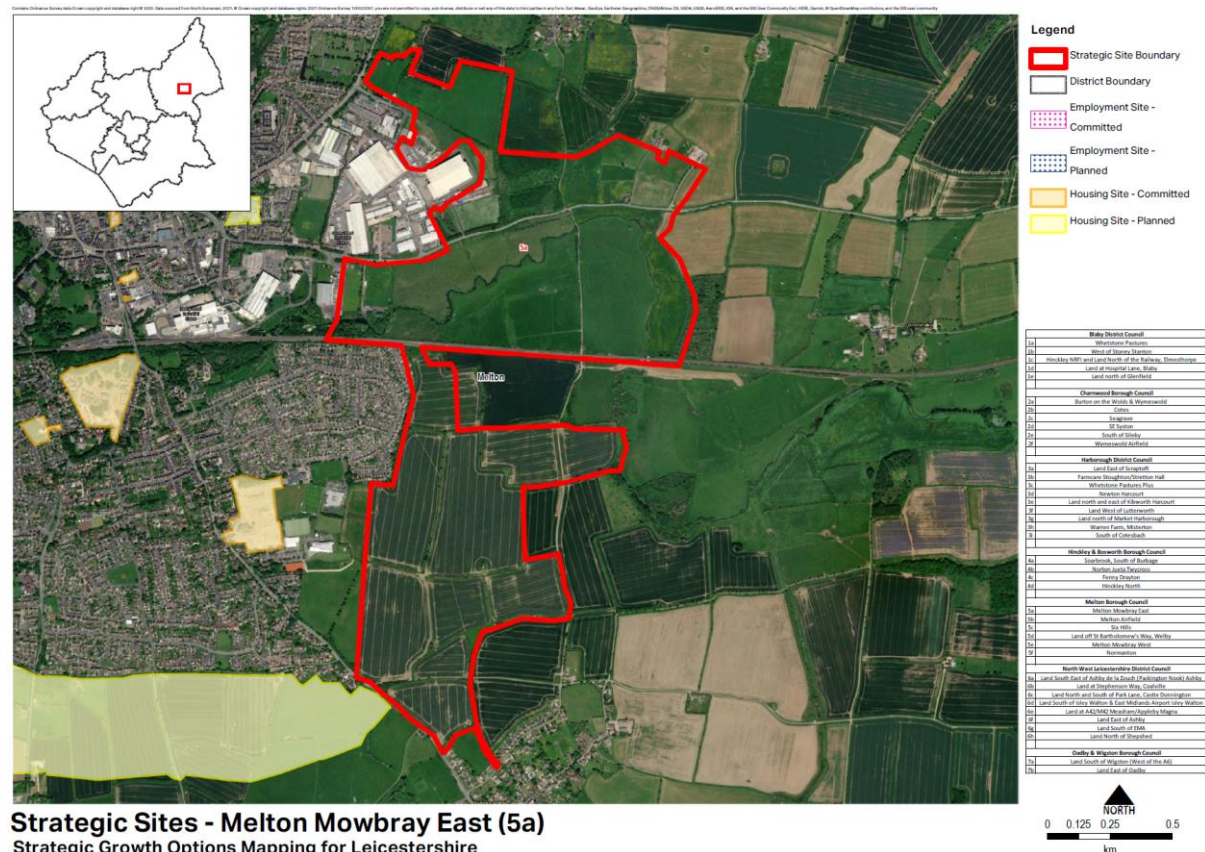 Legend
Strategic Site Boundary
District Boundary
Employment Site -
Committed
Employment Site -
Planned
Housing Site - Committed
Housing Site - Planned
5a
Melton
Blaby District Council
1a Whetstone Pastures
1b West of Stoney Stanton
1c Hinckley NRFI and Land North of the Railway, Elmesthorpe
1d Land at Hospital Lane, Blaby
1e Land north of Glenfield
Charnwood Borough Council
2a Burton on the Wolds & Wymeswold
2b Cotes
2c Seagrave
2d SE Syston
2e South of Sileby
2f Wymeswold Airfield
Harborough District Council
3a Land East of Scraptoft
3b Farmcare Stoughton/Stretton Hall
3c Whetstone Pastures Plus
3d Newton Harcourt
3e Land north and east of Kibworth Harcourt
3f Land West of Lutterworth
3g Land north of Market Harborough
3h Warren Farm, Misterton
3i South of Cotesbach
Hinckley & Bosworth Borough Council
4a Soarbrook, South of Burbage
4b Norton Juxta Twycross
4c Fenny Drayton
4d Hinckley North
Melton Borough Council
5a Melton Mowbray East
5b Melton Airfield
5c Six Hills
5d Land off St Bartholomew's Way, Welby
5e Melton Mowbray West
5f Normanton
North West Leicestershire District Council
6a Land South East of Ashby de la Zouch (Packington Nook) Ashby
6b Land at Stephenson Way, Coalville
6c Land North and South of Park Lane, Castle Donnington
6d Land South of Isley Walton & East Midlands Airport Isley Walton
6e Land at A42/M42 Measham/Appleby Magna
6f Land East of Ashby
6g Land South of EMA
6h Land North of Shepshed
Oadby & Wigston Borough Council
7a Land South of Wigston (West of the A6)
7b Land East of Oadby
NORTH
0 0.125 0.25 0.5
km
Strategic Sites - Melton Mowbray East (5a)
Strategic Growth Options Mapping for Leicestershire